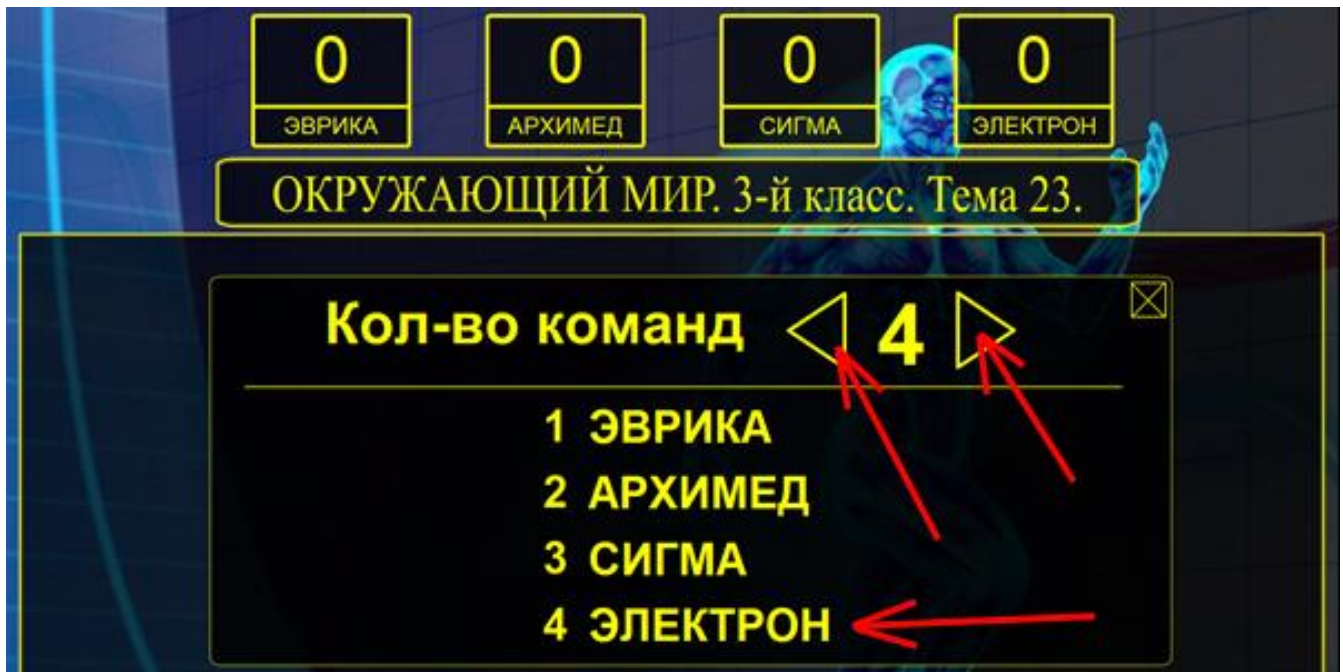 0 0 0 0
ЭВРИКА АРХИМЕД СИГМА ЭЛЕКТРОН
ОКРУЖАЮЩИЙ МИР. 3-й класс. Тема 23.
Кол-во команд 4
1 ЭВРИКА
2 АРХИМЕД
3 СИГМА
4 ЭЛЕКТРОН